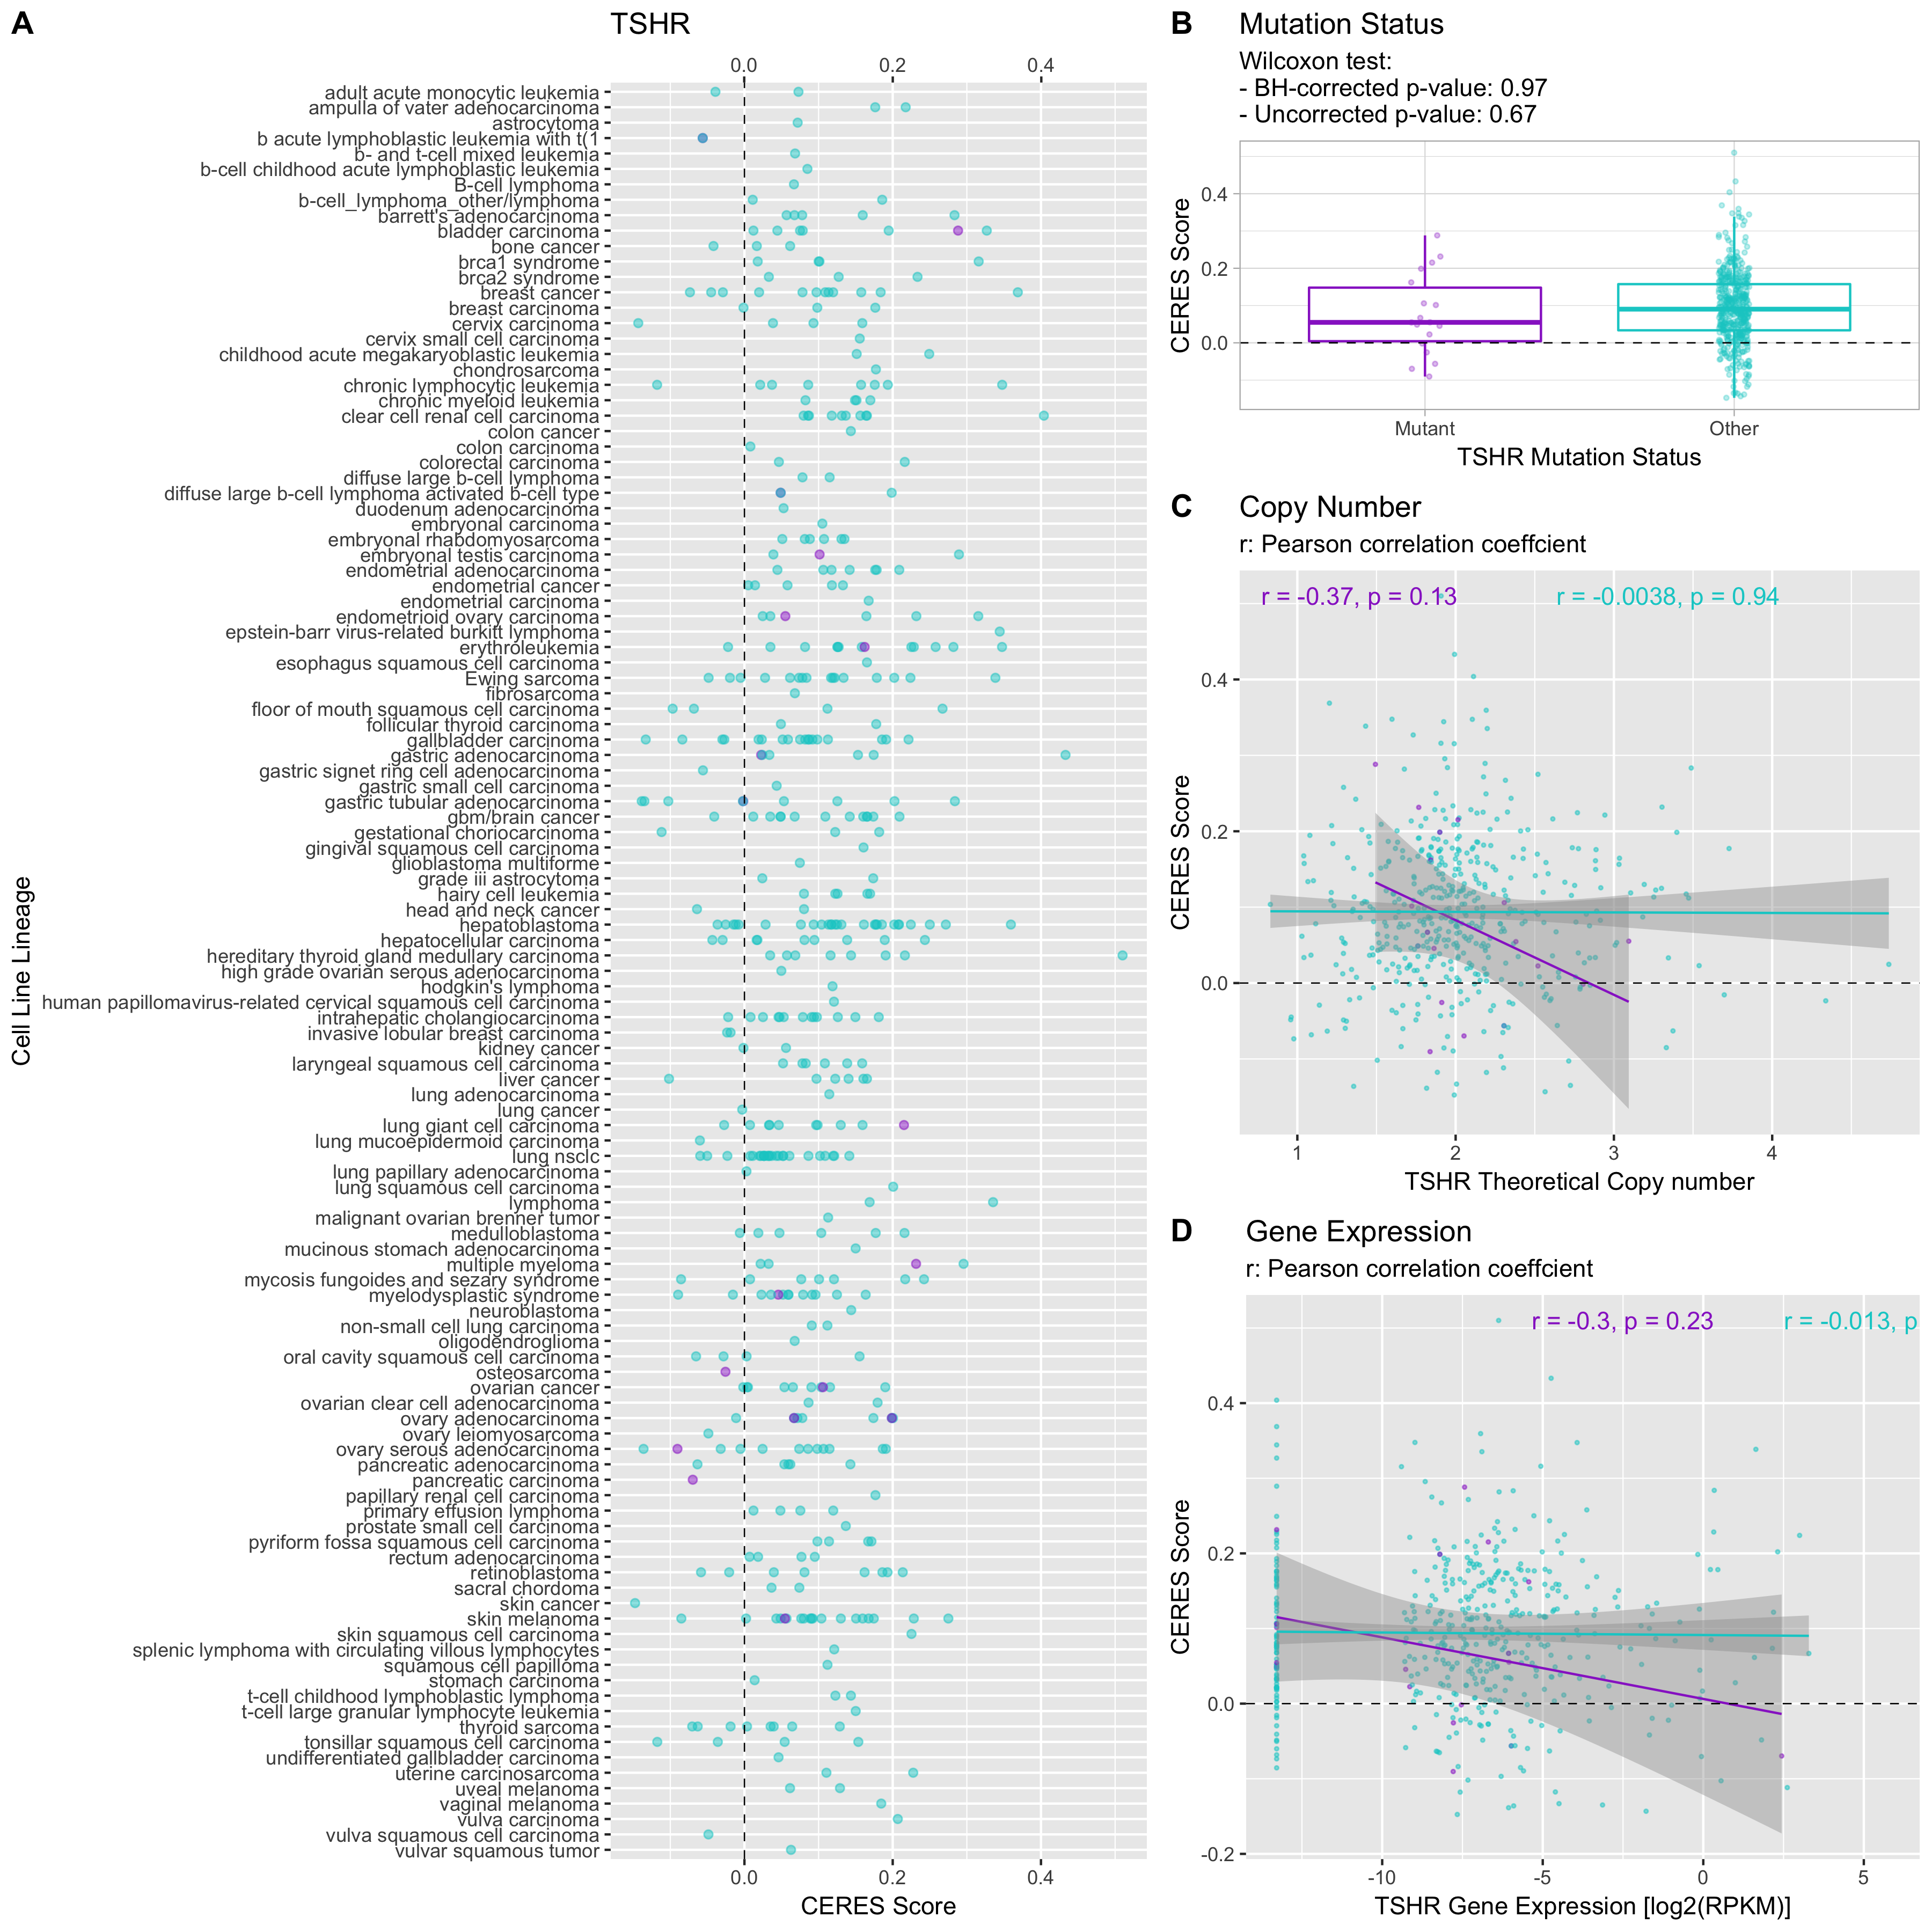 A
TSHR
0.0 0.2 0.4
adult acute monocytic leukemia
ampulla of vater adenocarcinoma
astrocytoma
b acute lymphoblastic leukemia with t(1
b- and t-cell mixed leukemia
b-cell childhood acute lymphoblastic leukemia
B-cell lymphoma
b-cell_lymphoma_other/lymphoma
barrett's adenocarcinoma
bladder carcinoma
bone cancer
brca1 syndrome
brca2 syndrome
breast cancer
breast carcinoma
cervix carcinoma
cervix small cell carcinoma
childhood acute megakaryoblastic leukemia
chondrosarcoma
chronic lymphocytic leukemia
chronic myeloid leukemia
clear cell renal cell carcinoma
colon cancer
colon carcinoma
colorectal carcinoma
diffuse large b-cell lymphoma
diffuse large b-cell lymphoma activated b-cell type
duodenum adenocarcinoma
embryonal carcinoma
embryonal rhabdomyosarcoma
embryonal testis carcinoma
endometrial adenocarcinoma
endometrial cancer
endometrial carcinoma
endometrioid ovary carcinoma
epstein-barr virus-related burkitt lymphoma
erythroleukemia
esophagus squamous cell carcinoma
Ewing sarcoma
fibrosarcoma
floor of mouth squamous cell carcinoma
follicular thyroid carcinoma
gallbladder carcinoma
gastric adenocarcinoma
gastric signet ring cell adenocarcinoma
gastric small cell carcinoma
gastric tubular adenocarcinoma
gbm/brain cancer
gestational choriocarcinoma
gingival squamous cell carcinoma
glioblastoma multiforme
grade iii astrocytoma
hairy cell leukemia
head and neck cancer
hepatoblastoma
hepatocellular carcinoma
hereditary thyroid gland medullary carcinoma
high grade ovarian serous adenocarcinoma
hodgkin's lymphoma
human papillomavirus-related cervical squamous cell carcinoma
intrahepatic cholangiocarcinoma
invasive lobular breast carcinoma
kidney cancer
laryngeal squamous cell carcinoma
liver cancer
lung adenocarcinoma
lung cancer
lung giant cell carcinoma
lung mucoepidermoid carcinoma
lung nsclc
lung papillary adenocarcinoma
lung squamous cell carcinoma
lymphoma
malignant ovarian brenner tumor
medulloblastoma
mucinous stomach adenocarcinoma
multiple myeloma
mycosis fungoides and sezary syndrome
myelodysplastic syndrome
neuroblastoma
non-small cell lung carcinoma
oligodendroglioma
oral cavity squamous cell carcinoma
osteosarcoma
ovarian cancer
ovarian clear cell adenocarcinoma
ovary adenocarcinoma
ovary leiomyosarcoma
ovary serous adenocarcinoma
pancreatic adenocarcinoma
pancreatic carcinoma
papillary renal cell carcinoma
primary effusion lymphoma
prostate small cell carcinoma
pyriform fossa squamous cell carcinoma
rectum adenocarcinoma
retinoblastoma
sacral chordoma
skin cancer
skin melanoma
skin squamous cell carcinoma
splenic lymphoma with circulating villous lymphocytes
squamous cell papilloma
stomach carcinoma
t-cell childhood lymphoblastic lymphoma
t-cell large granular lymphocyte leukemia
thyroid sarcoma
tonsillar squamous cell carcinoma
undifferentiated gallbladder carcinoma
uterine carcinosarcoma
uveal melanoma
vaginal melanoma
vulva carcinoma
vulva squamous cell carcinoma
vulvar squamous tumor
0.0 0.2 0.4
CERES Score
Cell Line Lineage
B
Mutation Status
Wilcoxon test:
- BH-corrected p-value: 0.97
- Uncorrected p-value: 0.67
0.4
0.2
0.0
CERES Score
Mutant Other
TSHR Mutation Status
C
Copy Number
r: Pearson correlation coeffcient
r = -0.37, p = 0.13 r = -0.0038, p = 0.94
0.4
0.2
0.0
CERES Score
1 2 3 4
TSHR Theoretical Copy number
D
Gene Expression
r: Pearson correlation coeffcient
r = -0.3, p = 0.23 r = -0.013, p
0.4
0.2
0.0
-0.2
CERES Score
-10 -5 0 5
TSHR Gene Expression [log2(RPKM)]